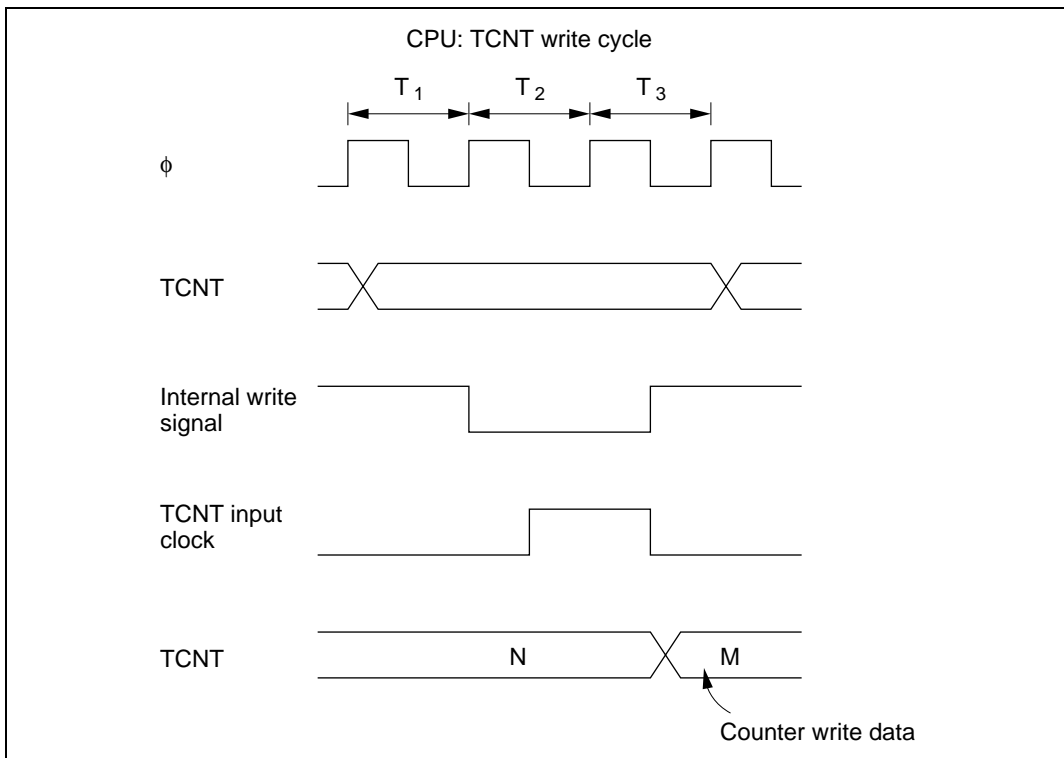 CPU: TCNT write cycle
T1 T2 T3
ϕ
TCNT
Internal write
signal
TCNT input
clock
TCNT
N M
Counter write data